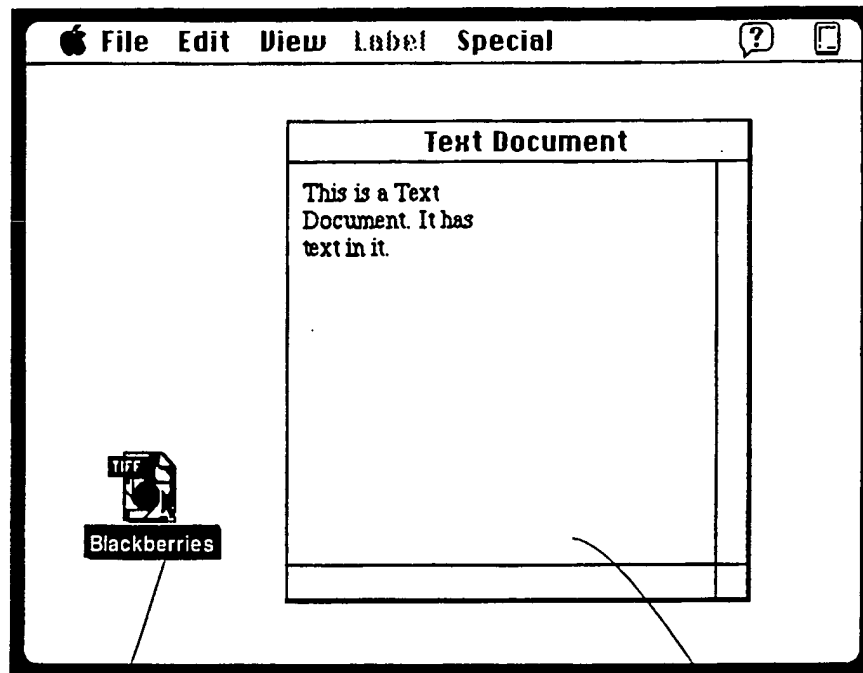 File Edit View Label Special ?
Text Document
This is a Text
Document. It has
text in it.
TIFF
Blackberries